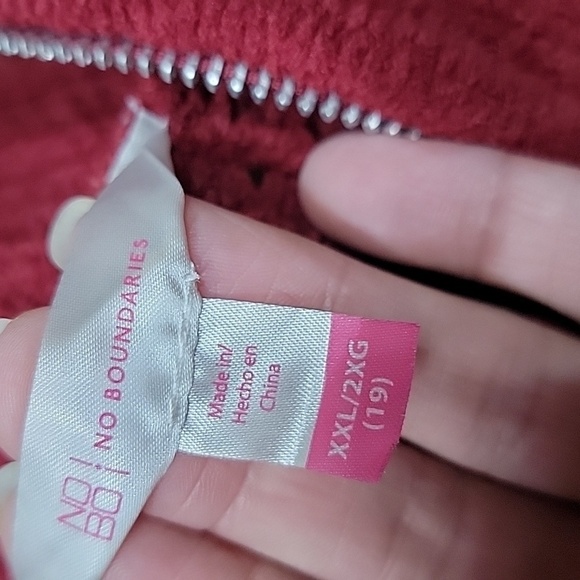 NO
BO
NO BOUNDARIES
Made in/
Hecho en
China
XXL/2XG
(19)